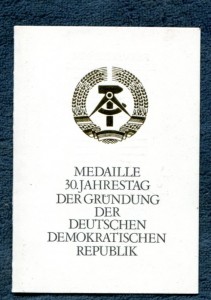 MEDAILLE
30. JAHRESTAG
DER GRÜNDUNG
DER
DEUTSCHEN
DEMOKRATISCHEN
REPUBLIK